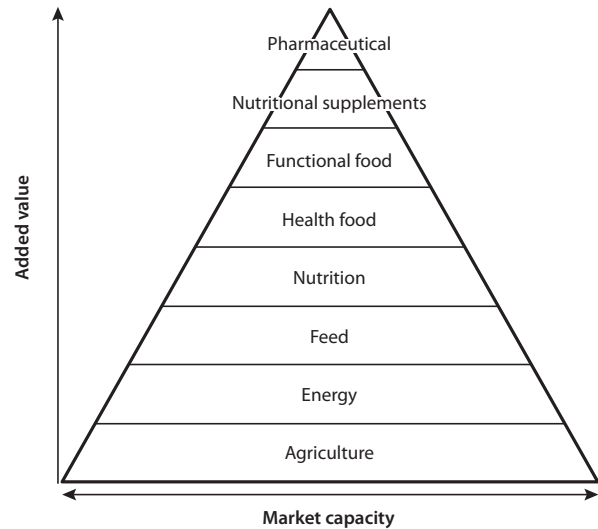 Pharmaceutical
Nutritional supplements
Functional food
Health food
Nutrition
Feed
Energy
Agriculture
Added value
Market capacity